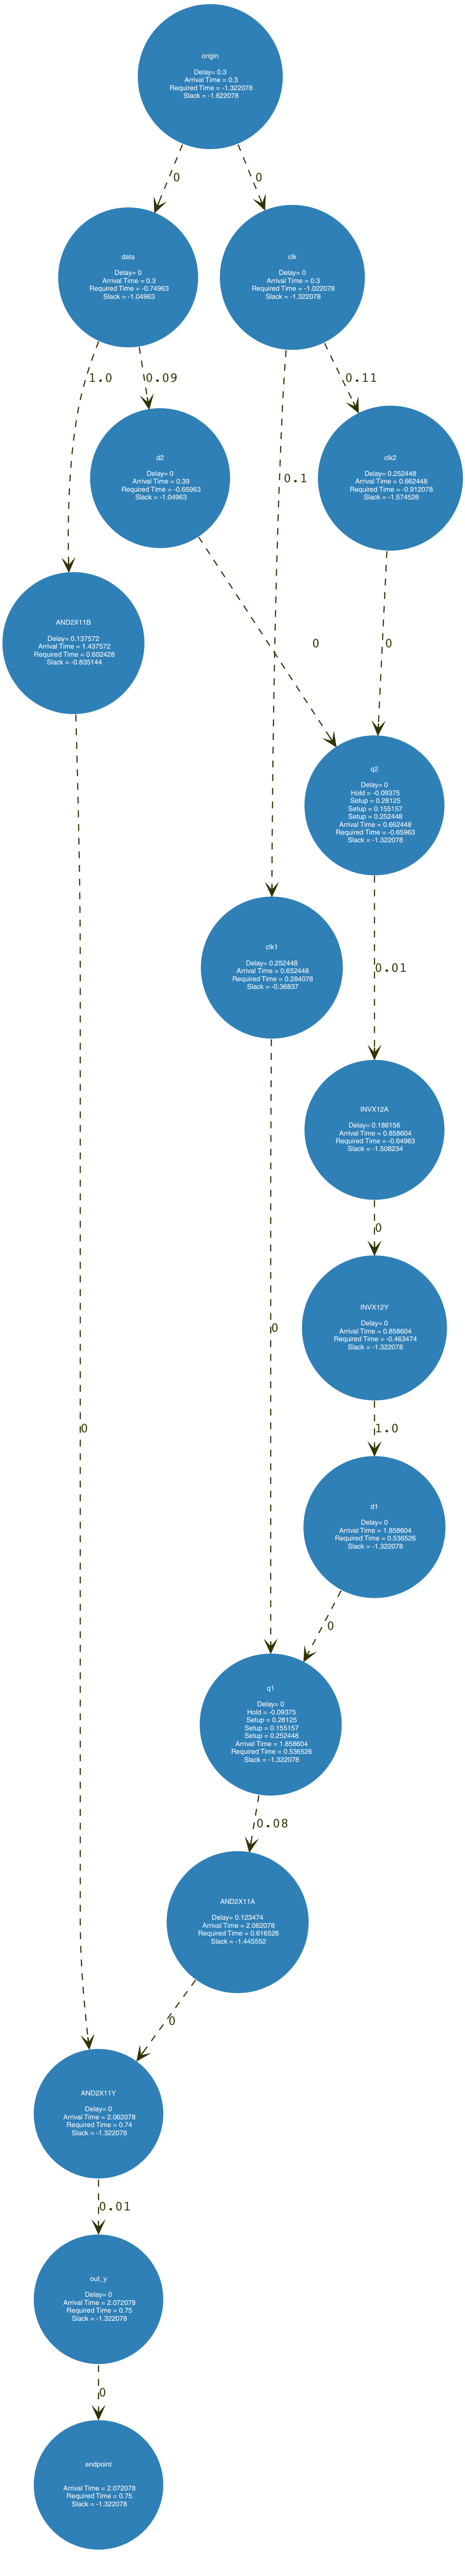 origin
Delay= 0.3
Arrival Time = 0.3
Required Time = -1.322078
Slack = -1.622078
0
0
data
Delay= 0
Arrival Time = 0.3
Required Time = -0.74963
Slack = -1.04963
clk
Delay= 0
Arrival Time = 0.3
Required Time = -1.022078
Slack = -1.322078
1.0
0.09
0.11
d2
Delay= 0
Arrival Time = 0.39
Required Time = -0.65963
Slack = -1.04963
clk2
Delay= 0.252448
Arrival Time = 0.662448
Required Time = -0.912078
Slack = -1.574526
0.1
AND2X11B
Delay= 0.137572
Arrival Time = 1.437572
Required Time = 0.602428
Slack = -0.835144
0
0
q2
Delay= 0
Hold = -0.09375
Setup = 0.28125
Setup = 0.155157
Setup = 0.252448
Arrival Time = 0.662448
Required Time = -0.65963
Slack = -1.322078
clk1
Delay= 0.252448
Arrival Time = 0.652448
Required Time = 0.284078
Slack = -0.36837
0.01
INVX12A
Delay= 0.186156
Arrival Time = 0.858604
Required Time = -0.64963
Slack = -1.508234
0
INVX12Y
Delay= 0
Arrival Time = 0.858604
Required Time = -0.463474
Slack = -1.322078
0
0
1.0
d1
Delay= 0
Arrival Time = 1.858604
Required Time = 0.536526
Slack = -1.322078
0
q1
Delay= 0
Hold = -0.09375
Setup = 0.28125
Setup = 0.155157
Setup = 0.252448
Arrival Time = 1.858604
Required Time = 0.536526
Slack = -1.322078
0.08
AND2X11A
Delay= 0.123474
Arrival Time = 2.062078
Required Time = 0.616526
Slack = -1.445552
0
AND2X11Y
Delay= 0
Arrival Time = 2.062078
Required Time = 0.74
Slack = -1.322078
0.01
out_y
Delay= 0
Arrival Time = 2.072078
Required Time = 0.75
Slack = -1.322078
0
endpoint
Arrival Time = 2.072078
Required Time = 0.75
Slack = -1.322078